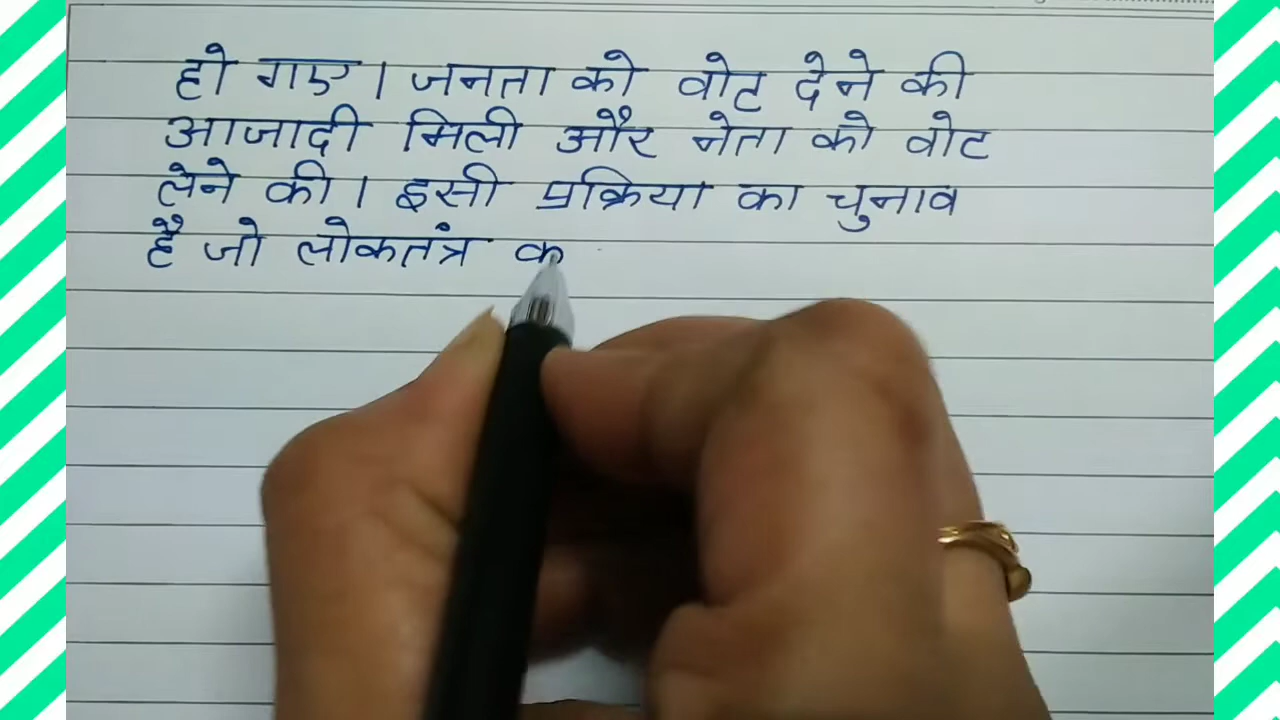 हो गए। जनता को वोट देने की
आजादी मिली और नेता को वोट
लेने की। इसी प्रक्रिया का चुनाव
है जो लोकतंत्र क